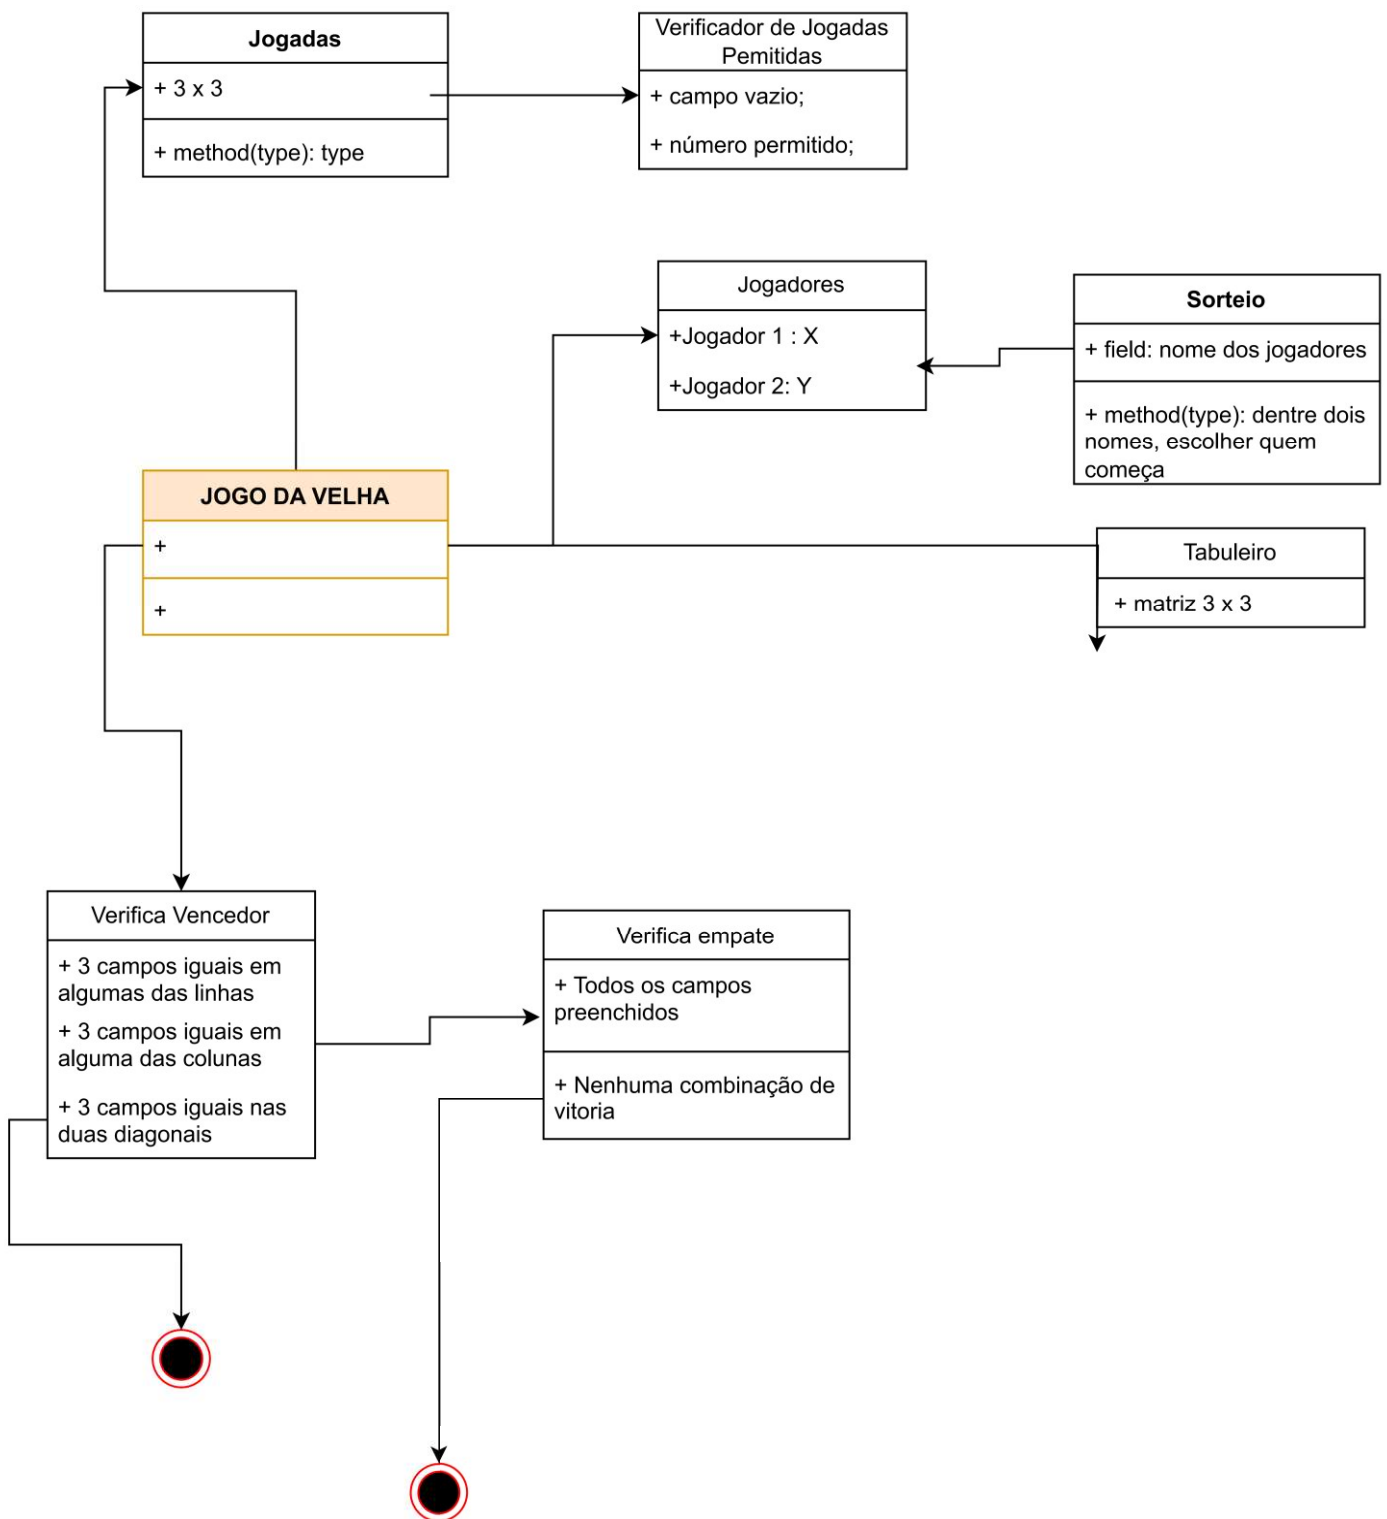 Jogadas
+ 3 x 3
+ method(type): type
Verificador de Jogadas
Pemitidas
+ campo vazio;
+ número permitido;
Jogadores
+Jogador 1 : X
+Jogador 2: Y
Sorteio
+ field: nome dos jogadores
+ method(type): dentre dois
nomes, escolher quem
começa
JOGO DA VELHA
+
+
Tabuleiro
+ matriz 3 x 3
Verifica Vencedor
+ 3 campos iguais em
algumas das linhas
+ 3 campos iguais em
alguma das colunas
+ 3 campos iguais nas
duas diagonais
Verifica empate
+ Todos os campos
preenchidos
+ Nenhuma combinação de
vitoria